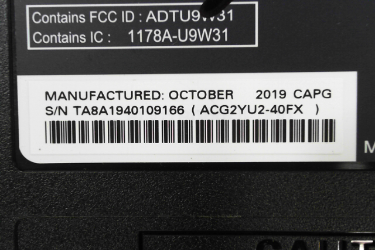 Contains FCC ID : ADTU9W31
Contains IC : 1178A-U9W31
MANUFACTURED: OCTOBER 2019 CAPG
S/N TA8A1940109166 ( ACG2YU2-40FX )